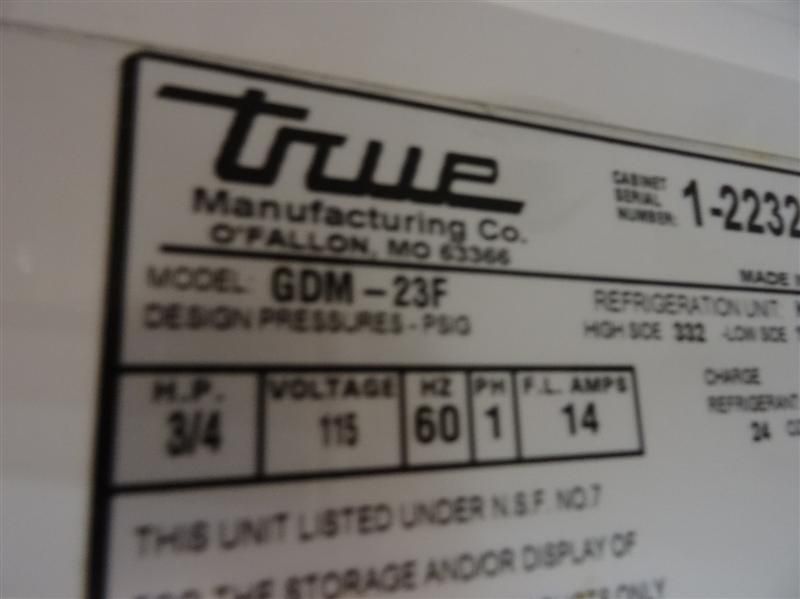 true
Manufacturing Co.
O'FALLON, MO 63366
CABINET
SERIAL
NUMBER: 1-2232
MADE
MODEL: GDM-23F
DESIGN PRESSURES - PSIG
REFRIGERATION UNIT
HIGH SIDE 332 -LOW SIDE
H.P. VOLTAGE HZ PH F.L. AMPS
3/4 115 60 1 14
CHARGE
REFRIGERANT
24
THIS UNIT LISTED UNDER N.S.F. NO.7
FOR THE STORAGE AND/OR DISPLAY OF
ONLY